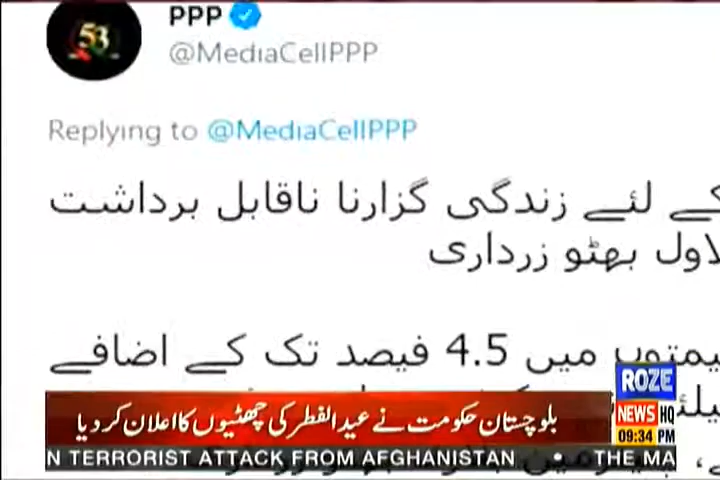 53
PPP
@MediaCellPPP
Replying to @MediaCellPPP
کے لئے زندگی گزارنا ناقابل برداشت
بھٹو زرداری
میں 4.5 فیصد تک کے اضافے
ROZE
NEWS HQ
09:34 PM
بلوچستان حکومت نے عیدالفطر کی چھٹیوں کا اعلان کر دیا
TERRORIST ATTACK FROM AFGHANISTAN • THE MA